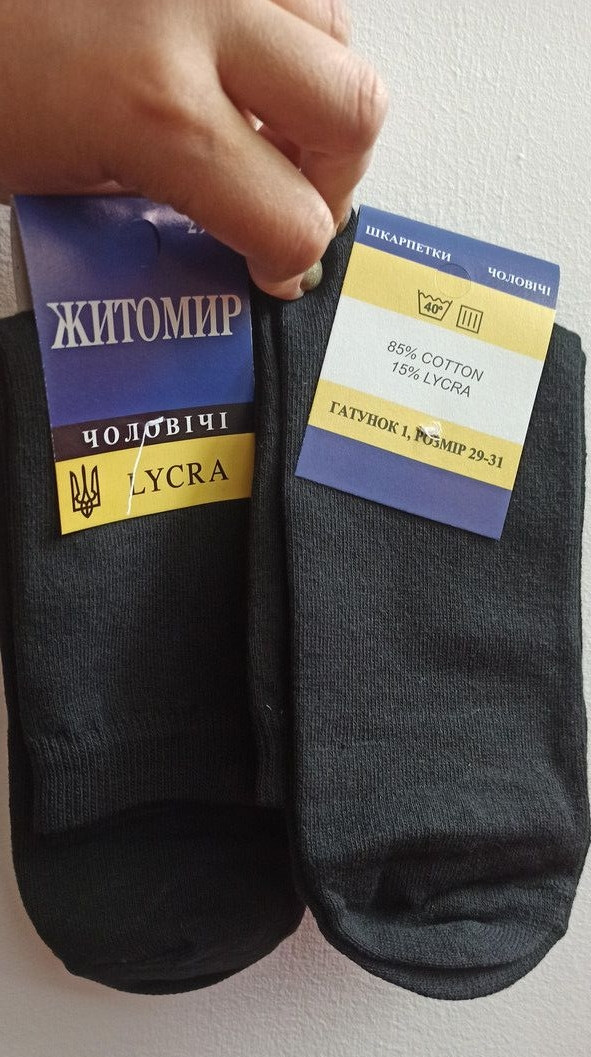 ЖИТОМИР
ЧОЛОВІЧІ
LYCRA
ШКАРПЕТКИ ЧОЛОВІЧІ
40°
85% COTTON
15% LYCRA
ГАТУНОК 1, РОЗМІР 29-31